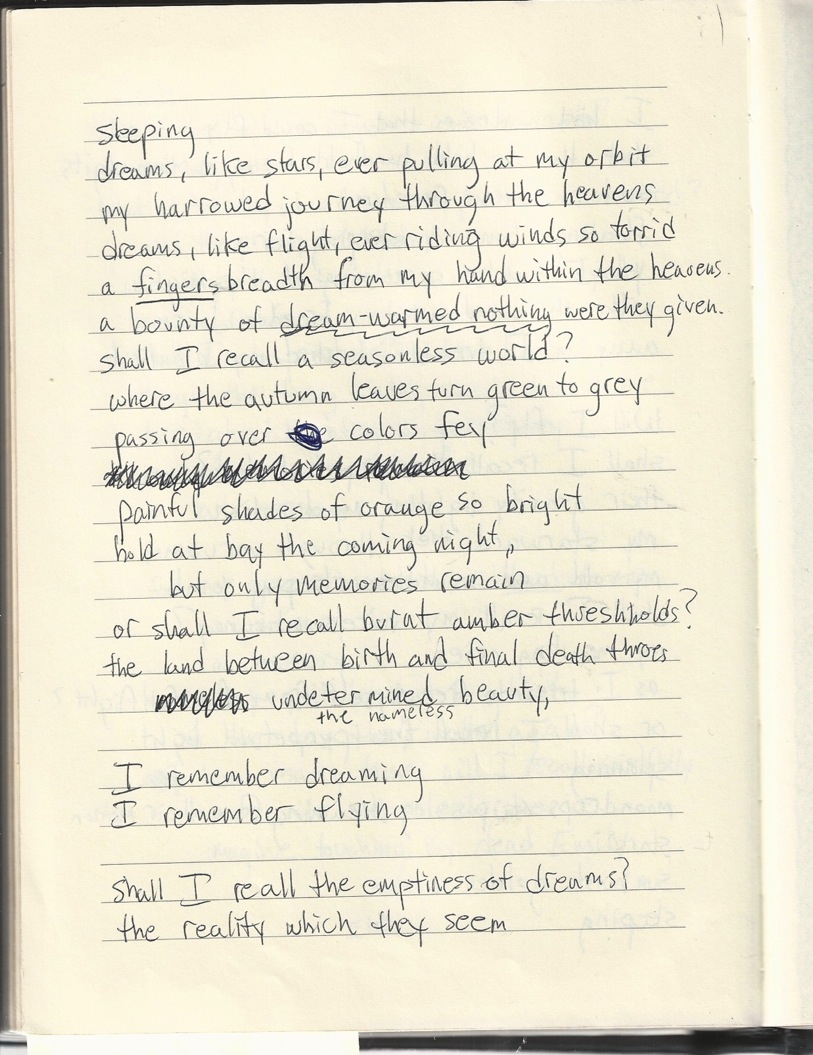 sleeping
dreams, like stars, ever pulling at my orbit
my harrowed journey through the heavens
dreams, like flight, ever riding winds so torrid
a fingers breadth from my hand within the heavens.
a bounty of dream-warmed nothing were they given.
shall I recall a seasonless world?
where the autumn leaves turn green to grey
passing over colors fey
painful shades of orange so bright
hold at bay the coming night,,
but only memories remain
or shall I recall burnt amber threshholds?
the land between birth and final death throes
undetermined beauty,
the nameless
I remember dreaming
I remember flying
shall I recall the emptiness of dreams?
the reality which they seem